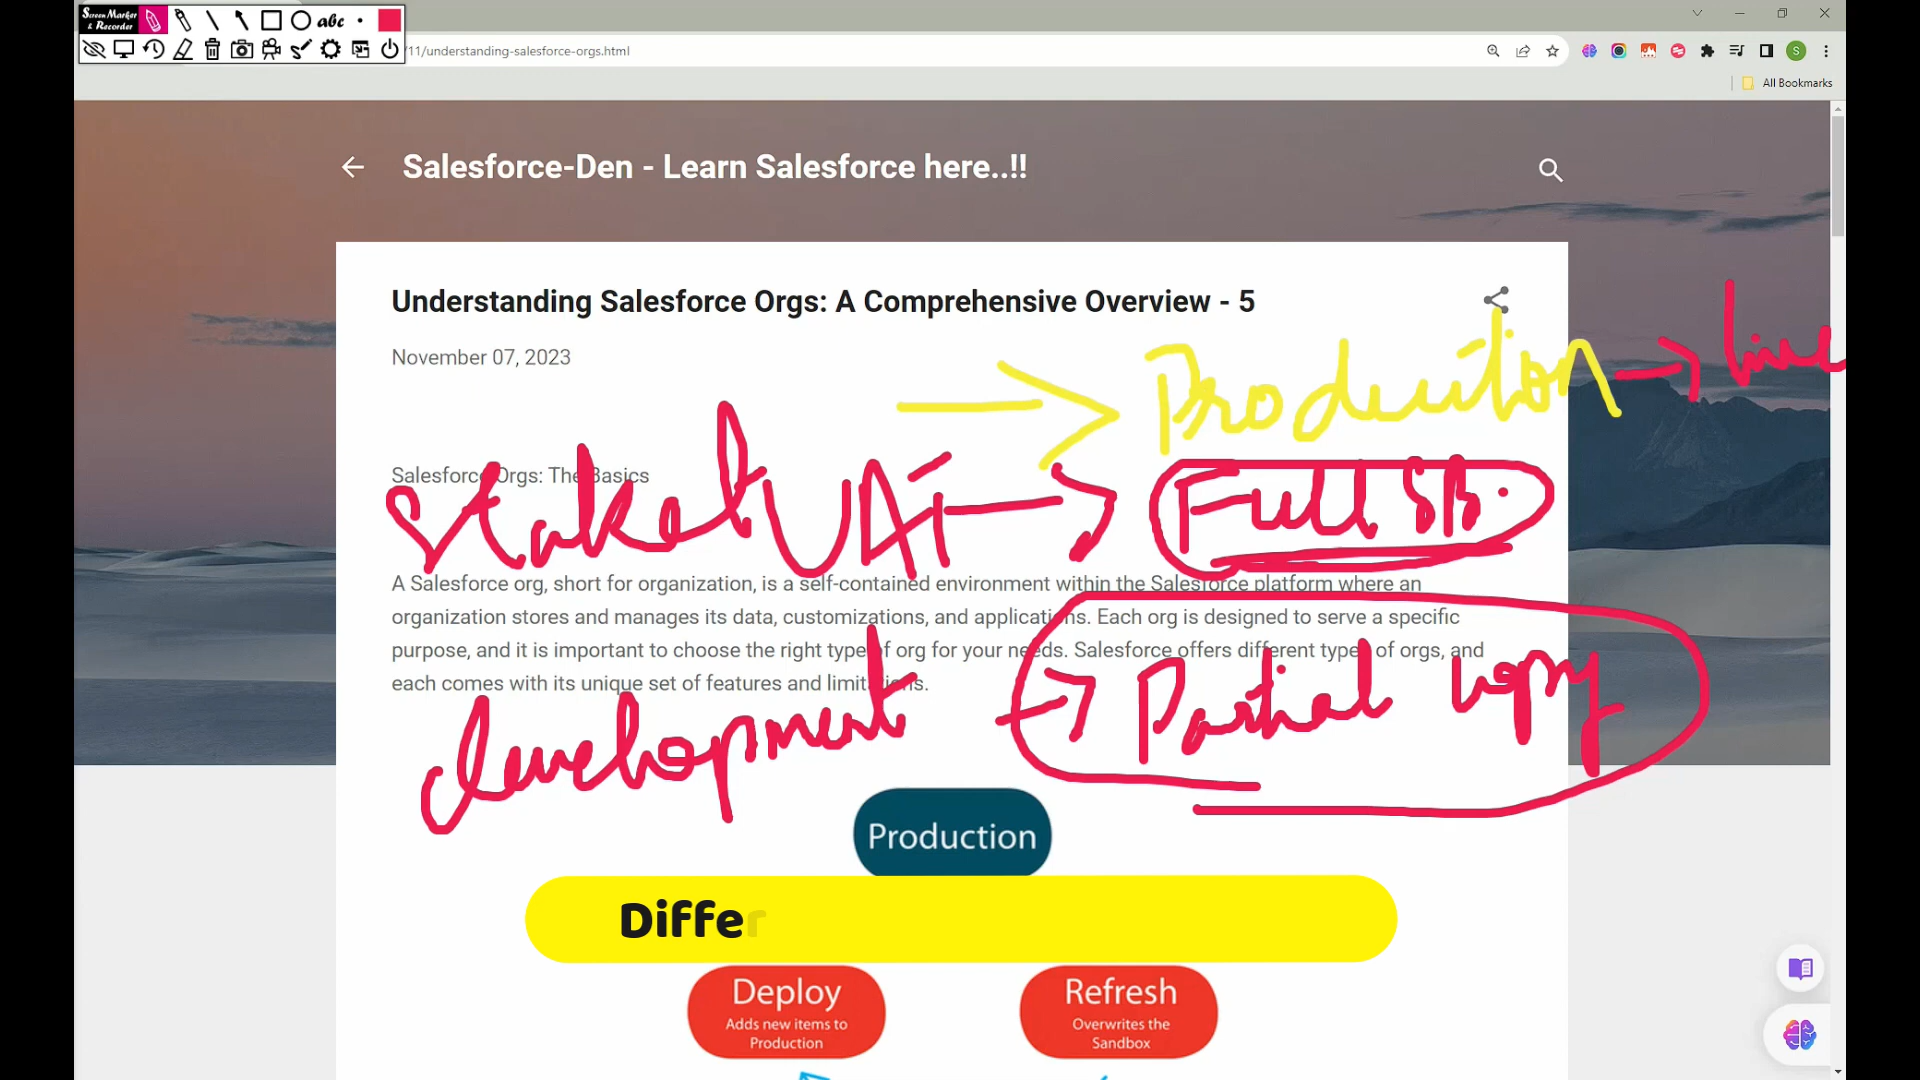 Screen Marker
& Recorder
abc
11/understanding-salesforce-orgs.html
S
All Bookmarks
Salesforce-Den - Learn Salesforce here..!!
Understanding Salesforce Orgs: A Comprehensive Overview - 5
November 07, 2023
Production → live
Salesforce Orgs: The Basics
UAT → Full SB.
A Salesforce org, short for organization, is a self-contained environment within the Salesforce platform where an
organization stores and manages its data, customizations, and applications. Each org is designed to serve a specific
purpose, and it is important to choose the right type of org for your needs. Salesforce offers different types of orgs, and
each comes with its unique set of features and limitations.
development → Partial copy
Production
Differ
Deploy
Adds new items to
Production
Refresh
Overwrites the
Sandbox